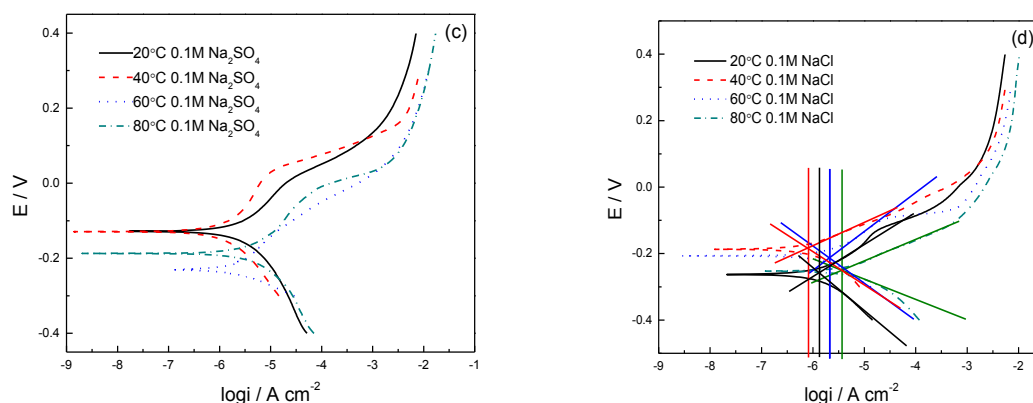 (c)
20°C 0.1M Na₂SO₄
40°C 0.1M Na₂SO₄
60°C 0.1M Na₂SO₄
80°C 0.1M Na₂SO₄
E / V
0.4
0.2
0.0
-0.2
-0.4
-9 -8 -7 -6 -5 -4 -3 -2 -1
logi / A cm⁻²
(d)
20°C 0.1M NaCl
40°C 0.1M NaCl
60°C 0.1M NaCl
80°C 0.1M NaCl
E / V
0.4
0.2
0.0
-0.2
-0.4
-9 -8 -7 -6 -5 -4 -3 -2 -1
logi / A cm⁻²